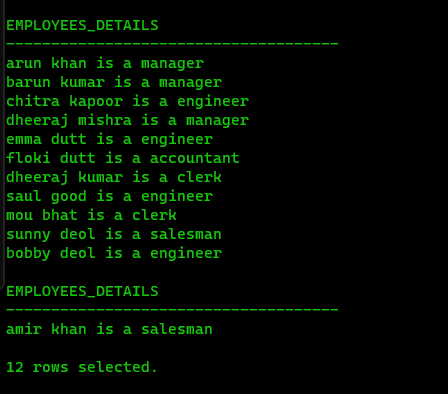 EMPLOYEES_DETAILS
-------------------------------------
arun khan is a manager
barun kumar is a manager
chitra kapoor is a engineer
dheeraj mishra is a manager
emma dutt is a engineer
floki dutt is a accountant
dheeraj kumar is a clerk
saul good is a engineer
mou bhat is a clerk
sunny deol is a salesman
bobby deol is a engineer
EMPLOYEES_DETAILS
-------------------------------------
amir khan is a salesman
12 rows selected.